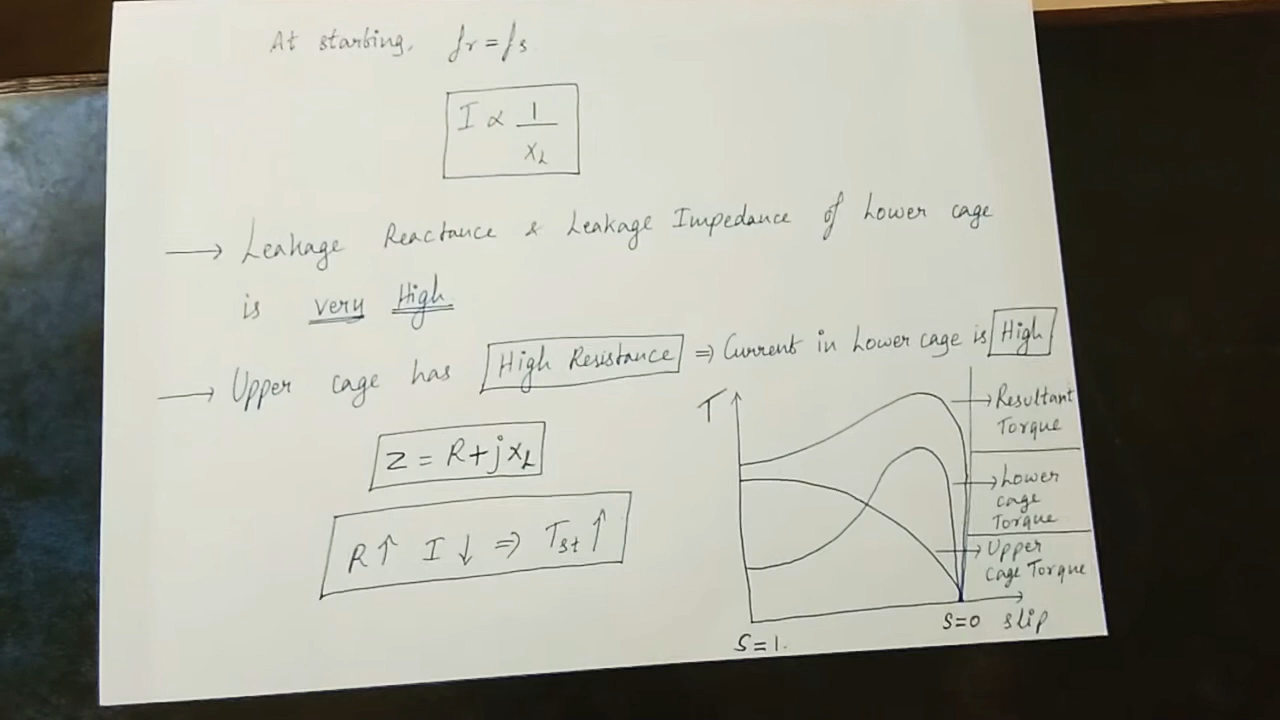 At starting, fr = fs
I ∝ 1/XL
→ Leakage Reactance & Leakage Impedance of Lower cage
is very High
→ Upper cage has High Resistance ⇒ Current in Lower cage is High
Z = R+jXL
R↑ I↓ ⇒ Tst↑
T
Resultant
Torque
Lower
cage
Torque
Upper
cage Torque
S=0 slip
S=1.